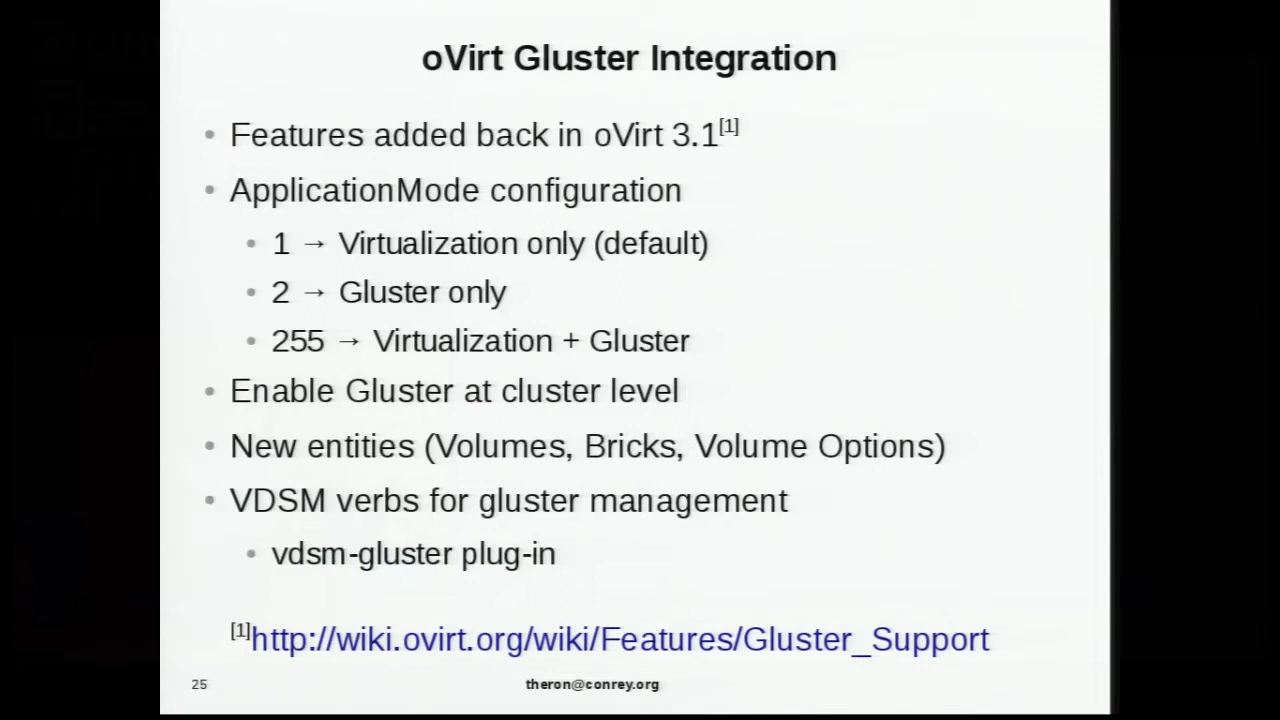 oVirt Gluster Integration
• Features added back in oVirt 3.1[1]
• ApplicationMode configuration
• 1 → Virtualization only (default)
• 2 → Gluster only
• 255 → Virtualization + Gluster
• Enable Gluster at cluster level
• New entities (Volumes, Bricks, Volume Options)
• VDSM verbs for gluster management
• vdsm-gluster plug-in
[1]http://wiki.ovirt.org/wiki/Features/Gluster_Support
25 theron@conrey.org